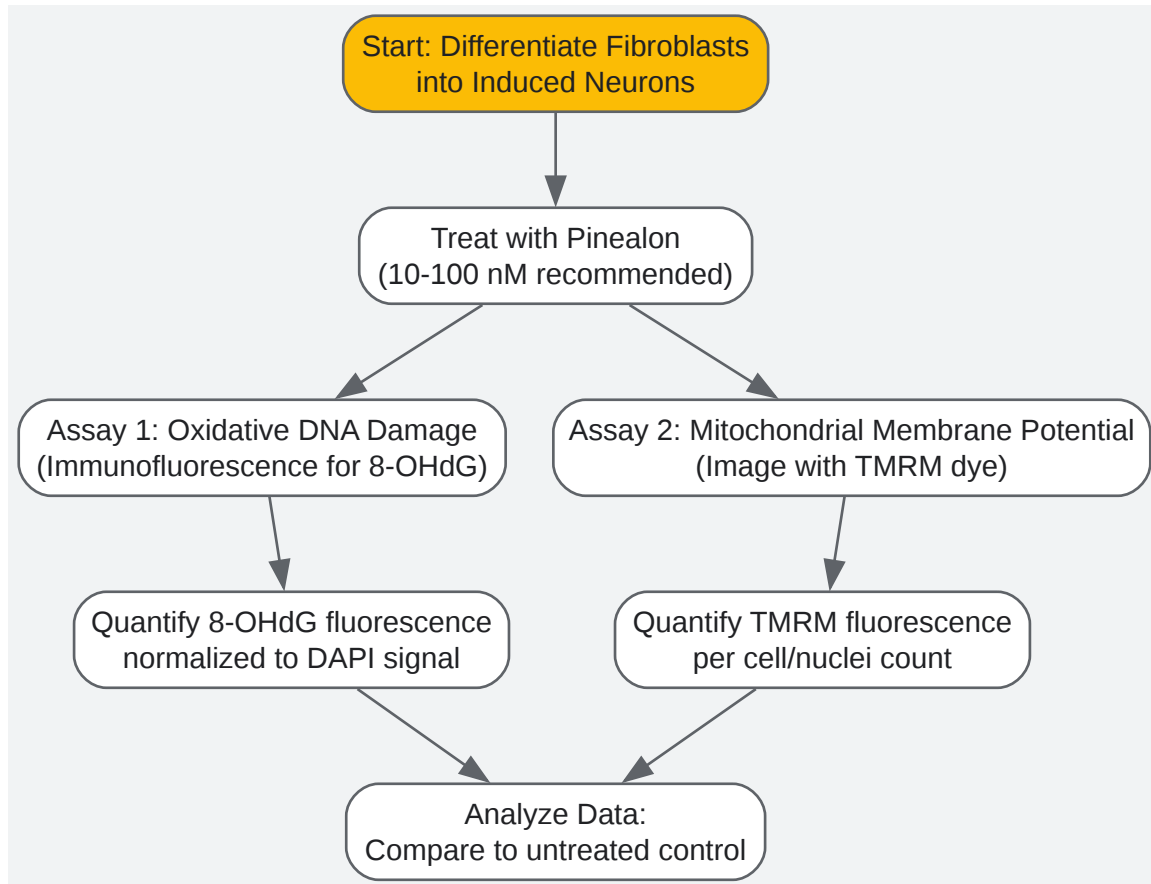 Start: Differentiate Fibroblasts
into Induced Neurons
Treat with Pinealon
(10-100 nM recommended)
Assay 1: Oxidative DNA Damage
(Immunofluorescence for 8-OHdG)
Assay 2: Mitochondrial Membrane Potential
(Image with TMRM dye)
Quantify 8-OHdG fluorescence
normalized to DAPI signal
Quantify TMRM fluorescence
per cell/nuclei count
Analyze Data:
Compare to untreated control